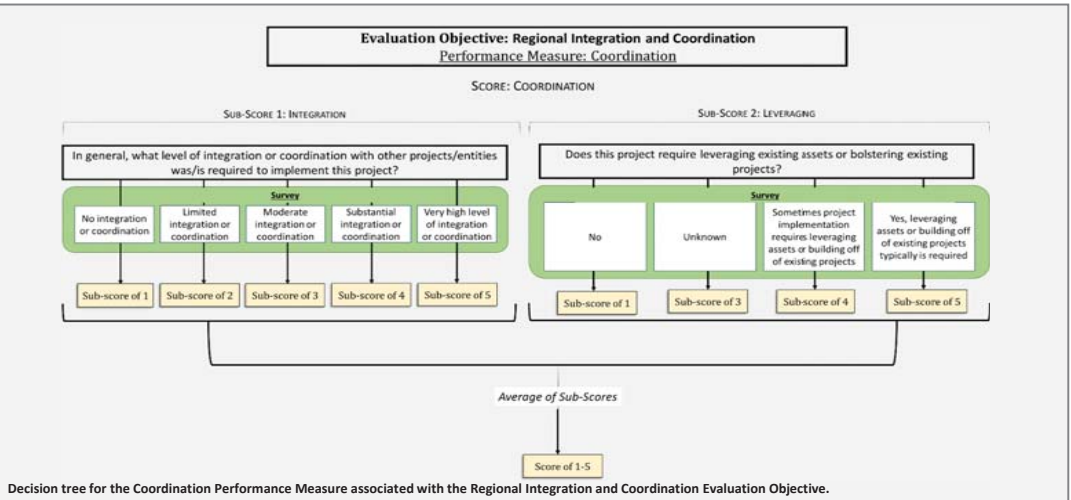 Evaluation Objective: Regional Integration and Coordination
Performance Measure: Coordination
SCORE: COORDINATION
SUB-SCORE 1: INTEGRATION
In general, what level of integration or coordination with other projects/entities
was/is required to implement this project?
Survey
No integration
or coordination
Limited
integration or
coordination
Moderate
integration or
coordination
Substantial
integration or
coordination
Very high level
of integration
or coordination
Sub-score of 1
Sub-score of 2
Sub-score of 3
Sub-score of 4
Sub-score of 5
SUB-SCORE 2: LEVERAGING
Does this project require leveraging existing assets or bolstering existing
projects?
Survey
No
Unknown
Sometimes project
implementation
requires leveraging
assets or building off
of existing projects
Yes, leveraging
assets or building off
of existing projects
typically is required
Sub-score of 1
Sub-score of 3
Sub-score of 4
Sub-score of 5
Average of Sub-Scores
Score of 1-5
Decision tree for the Coordination Performance Measure associated with the Regional Integration and Coordination Evaluation Objective.